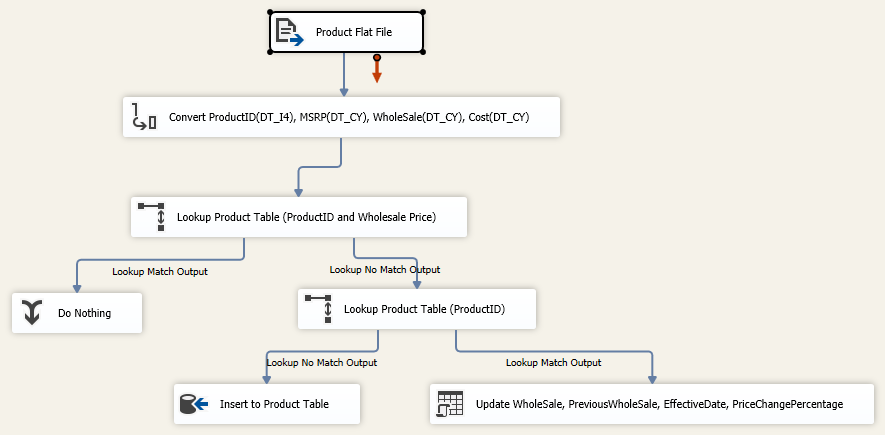 Product Flat File
Convert ProductID(DT_I4), MSRP(DT_CY), WholeSale(DT_CY), Cost(DT_CY)
Lookup Product Table (ProductID and Wholesale Price)
Lookup Match Output
Lookup No Match Output
Do Nothing
Lookup Product Table (ProductID)
Lookup No Match Output
Lookup Match Output
Insert to Product Table
Update WholeSale, PreviousWholeSale, EffectiveDate, PriceChangePercentage